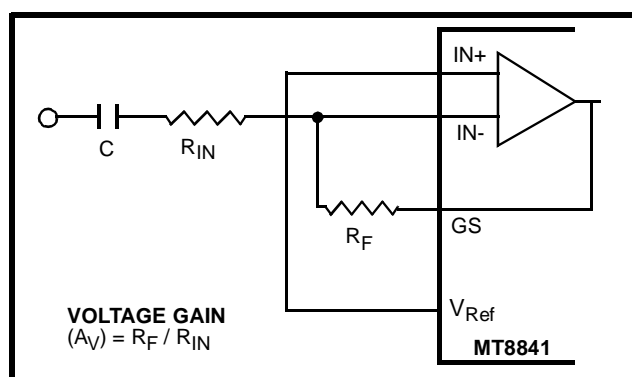 IN+
C
R_IN
IN-
R_F
GS
VOLTAGE GAIN
(A_V) = R_F / R_IN
V_Ref
MT8841